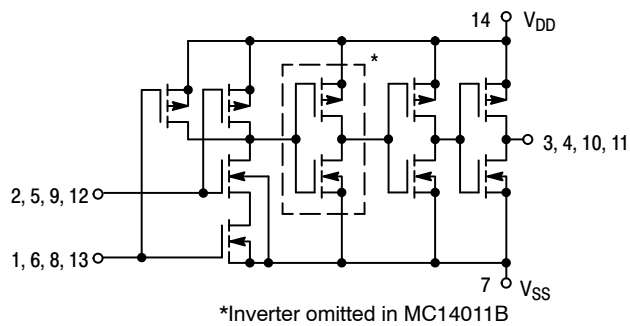 14 V_DD
*
3, 4, 10, 11
2, 5, 9, 12
1, 6, 8, 13
7 V_SS
*Inverter omitted in MC14011B